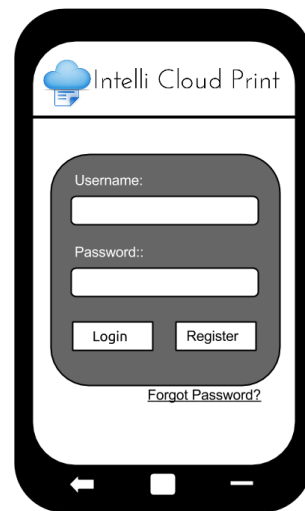 Intelli Cloud Print
Username:
Password::
Login Register
Forgot Password?